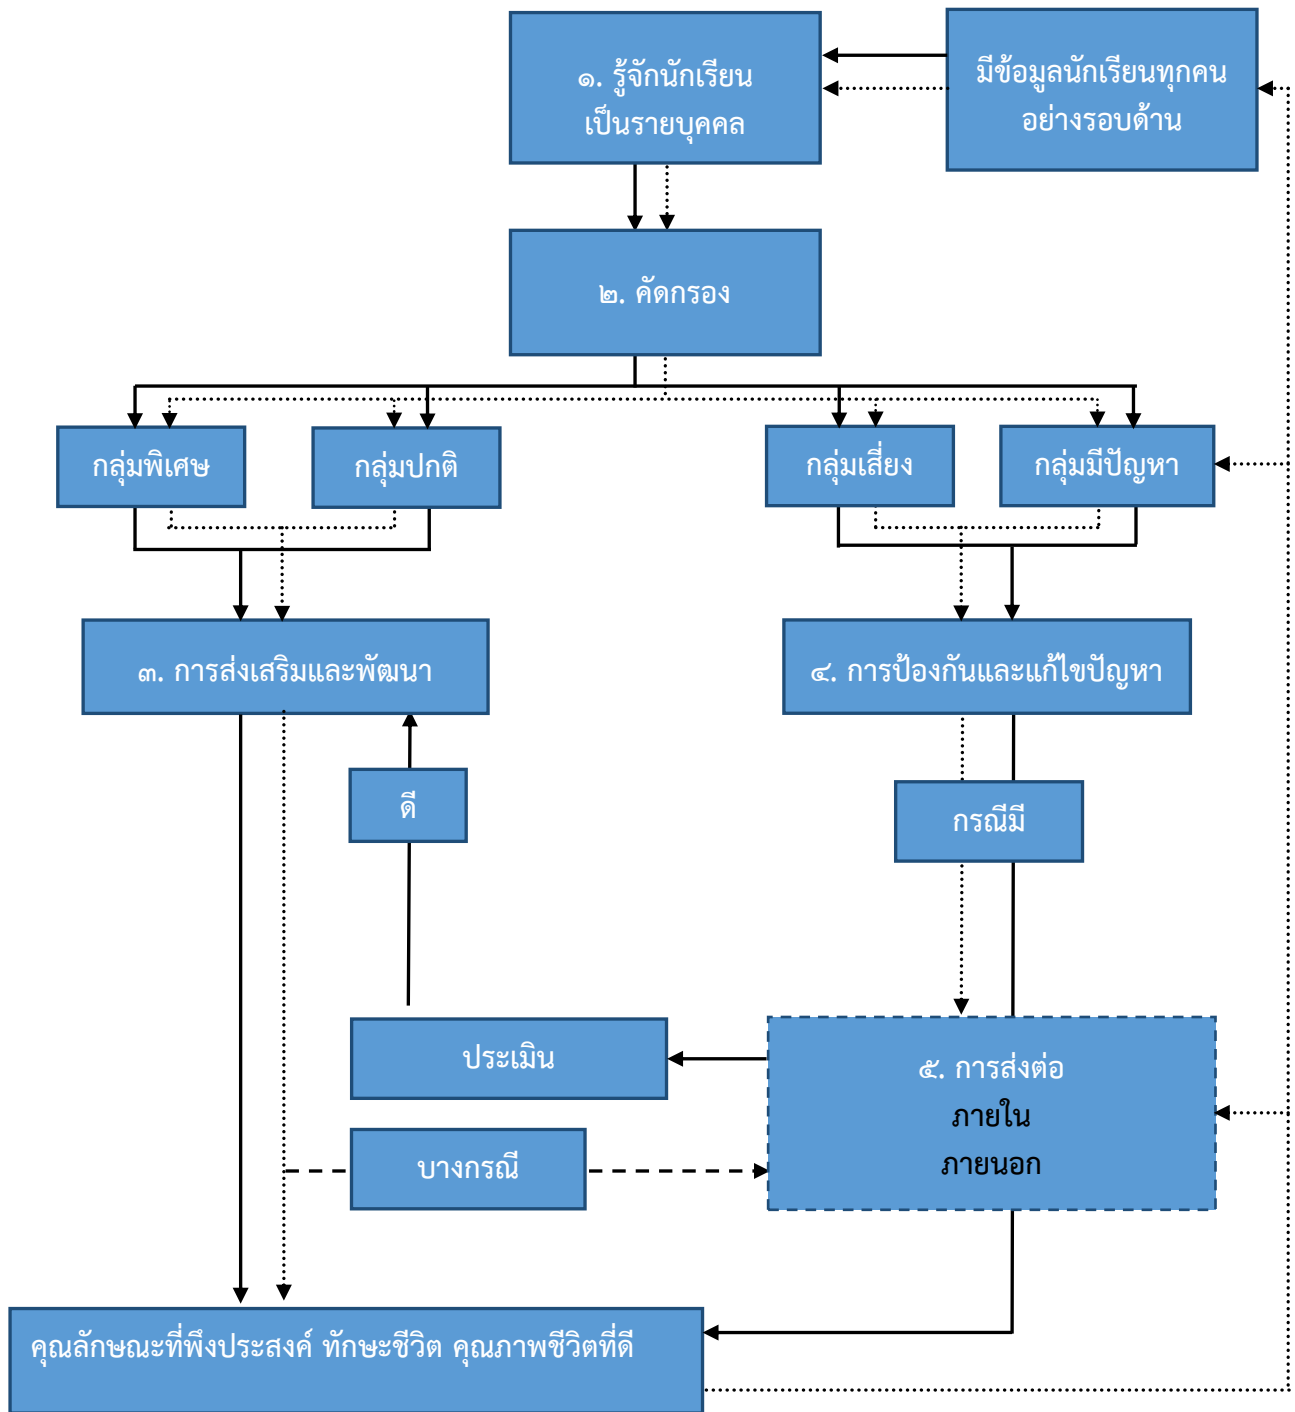 ๑. รู้จักนักเรียน
เป็นรายบุคคล
มีข้อมูลนักเรียนทุกคน
อย่างรอบด้าน
๒. คัดกรอง
กลุ่มพิเศษ
กลุ่มปกติ
กลุ่มเสี่ยง
กลุ่มมีปัญหา
๓. การส่งเสริมและพัฒนา
๔. การป้องกันและแก้ไขปัญหา
ดี
กรณีมี
ประเมิน
๕. การส่งต่อ
ภายใน
ภายนอก
บางกรณี
คุณลักษณะที่พึงประสงค์ ทักษะชีวิต คุณภาพชีวิตที่ดี